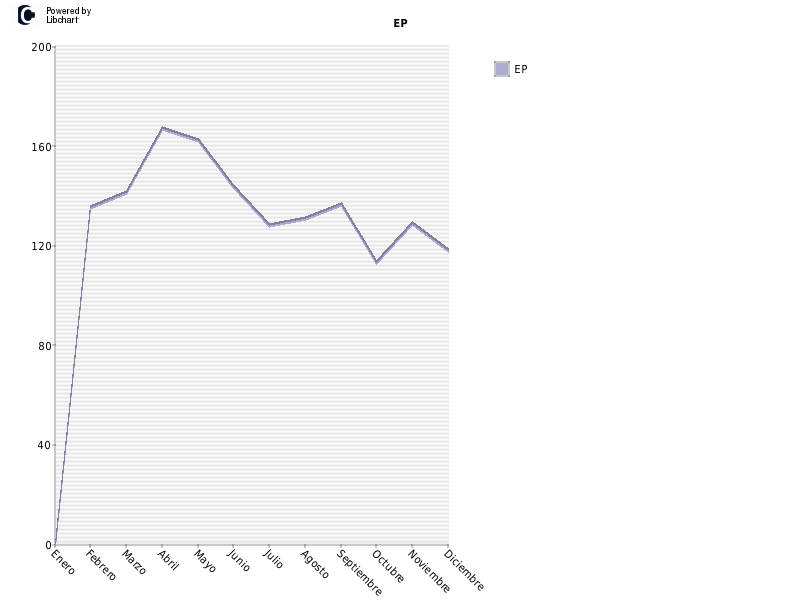 Powered by
Libchart
EP
EP
200
160
120
80
40
0
Enero
Febrero
Marzo
Abril
Mayo
Junio
Julio
Agosto
Septiembre
Octubre
Noviembre
Diciembre